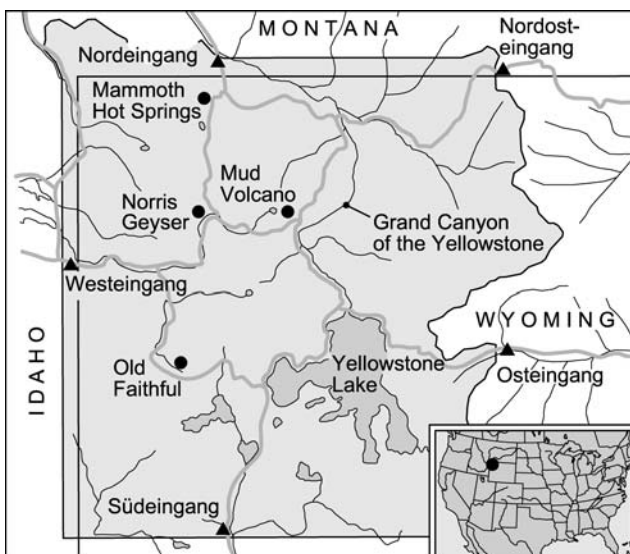 MONTANA
Nordost-
eingang
Nordeingang
Mammoth
Hot Springs
Mud
Volcano
Norris
Geyser
Grand Canyon
of the Yellowstone
Westeingang
WYOMING
IDAHO
Old
Faithful
Yellowstone
Lake
Osteingang
Südeingang